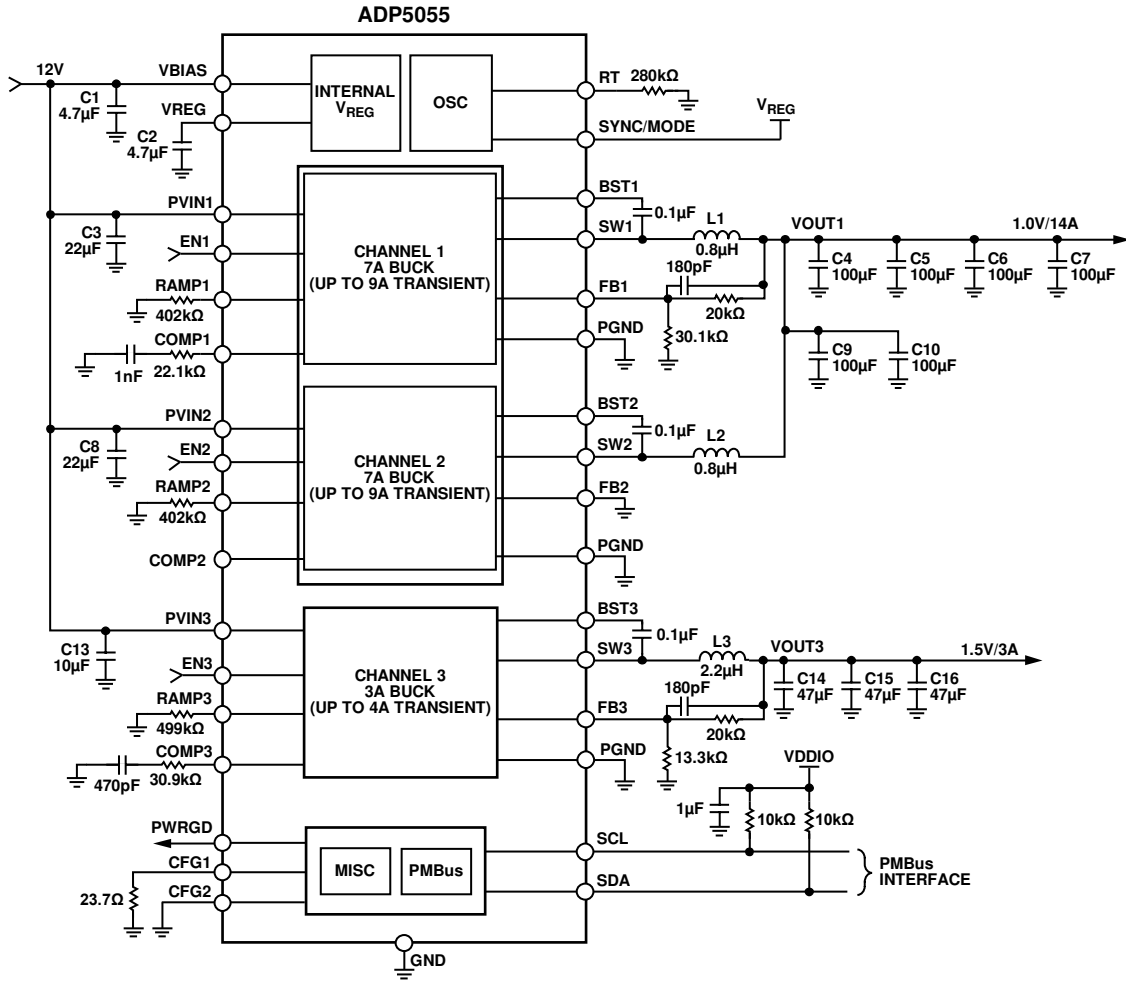 ADP5055
12V
VBIAS
C1
4.7µF
VREG
C2
4.7µF
INTERNAL
VREG
OSC
RT
280kΩ
SYNC/MODE
VREG
PVIN1
C3
22µF
EN1
RAMP1
402kΩ
COMP1
1nF
22.1kΩ
CHANNEL 1
7A BUCK
(UP TO 9A TRANSIENT)
BST1
0.1µF
SW1
L1
0.8µH
VOUT1
1.0V/14A
180pF
FB1
20kΩ
30.1kΩ
PGND
C4
100µF
C5
100µF
C6
100µF
C7
100µF
C9
100µF
C10
100µF
PVIN2
C8
22µF
EN2
RAMP2
402kΩ
COMP2
CHANNEL 2
7A BUCK
(UP TO 9A TRANSIENT)
BST2
0.1µF
SW2
L2
0.8µH
FB2
PGND
PVIN3
C13
10µF
EN3
RAMP3
499kΩ
COMP3
470pF
30.9kΩ
CHANNEL 3
3A BUCK
(UP TO 4A TRANSIENT)
BST3
0.1µF
SW3
L3
2.2µH
VOUT3
1.5V/3A
180pF
FB3
20kΩ
13.3kΩ
PGND
C14
47µF
C15
47µF
C16
47µF
VDDIO
1µF
10kΩ
10kΩ
PWRGD
CFG1
CFG2
23.7Ω
MISC
PMBus
SCL
SDA
PMBus
INTERFACE
GND